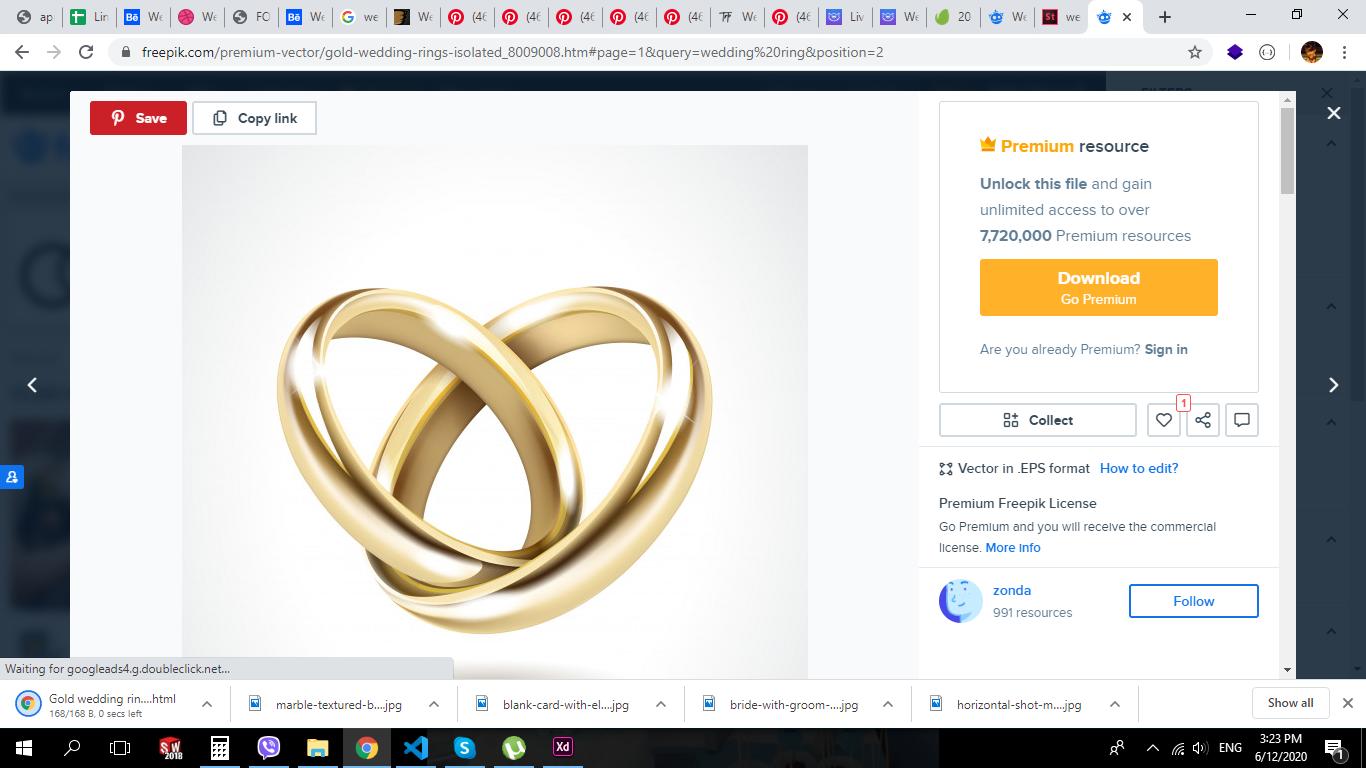 ap
Lin
We
We
FC
We
we
We
(46
(46
(46
(46
(46
We
(46
Liv
We
20
We
we
freepik.com/premium-vector/gold-wedding-rings-isolated_8009008.htm#page=1&query=wedding%20ring&position=2
Save
Copy link
Premium resource
Unlock this file and gain
unlimited access to over
7,720,000 Premium resources
Download
Go Premium
Are you already Premium? Sign in
Collect
1
Vector in .EPS format How to edit?
Premium Freepik License
Go Premium and you will receive the commercial
license. More info
zonda
991 resources
Follow
Waiting for googleads4.g.doubleclick.net...
Gold wedding rin....html
168/168 B, 0 secs left
marble-textured-b....jpg
blank-card-with-el....jpg
bride-with-groom-....jpg
horizontal-shot-m....jpg
Show all
SW
2018
Xd
ENG
3:23 PM
6/12/2020
1